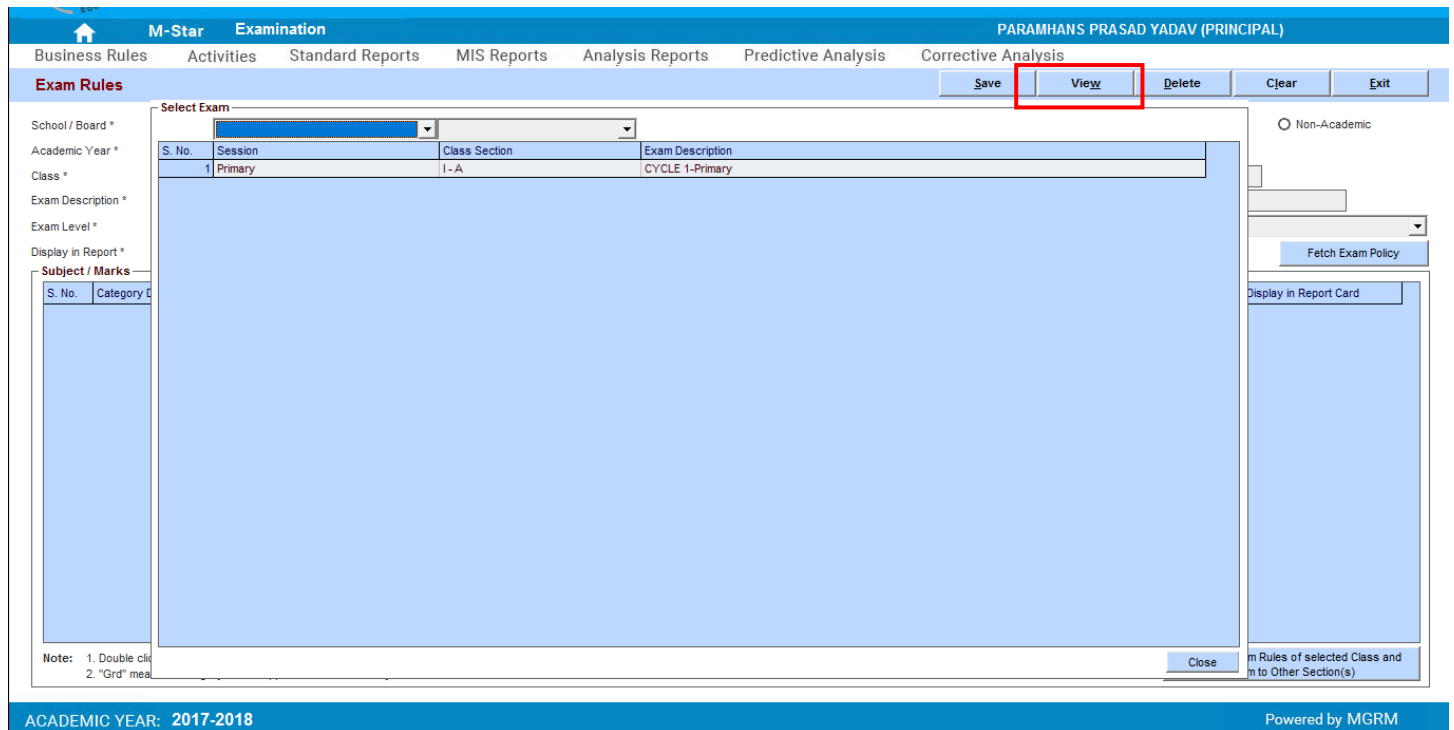 M-Star Examination PARAMHANS PRASAD YADAV (PRINCIPAL)
Business Rules Activities Standard Reports MIS Reports Analysis Reports Predictive Analysis Corrective Analysis
Exam Rules Save View Delete Clear Exit
Select Exam
School / Board * Non-Academic
Academic Year * S. No. Session Class Section Exam Description
1 Primary I - A CYCLE 1-Primary
Class *
Exam Description *
Exam Level *
Display in Report * Fetch Exam Policy
Subject / Marks
S. No. Category D Display in Report Card
Note: 1. Double clic Close m Rules of selected Class and
2. "Grd" mea m to Other Section(s)
ACADEMIC YEAR: 2017-2018 Powered by MGRM